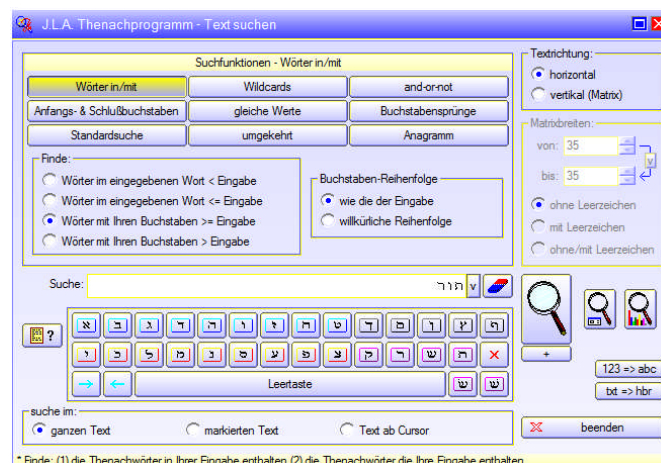 J.L.A. Thenachprogramm - Text suchen
Suchfunktionen - Wörter in/mit
Wörter in/mit Wildcards and-or-not
Anfangs- & Schlußbuchstaben gleiche Werte Buchstabensprünge
Standardsuche umgekehrt Anagramm
Finde:
Wörter im eingegebenen Wort < Eingabe
Wörter im eingegebenen Wort <= Eingabe
Wörter mit Ihren Buchstaben >= Eingabe
Wörter mit Ihren Buchstaben > Eingabe
Buchstaben-Reihenfolge
wie die der Eingabe
willkürliche Reihenfolge
Textrichtung:
horizontal
vertikal (Matrix)
Matrixbreiten:
von: 35
v
bis: 35
ohne Leerzeichen
mit Leerzeichen
ohne/mit Leerzeichen
Suche: תור v
?
א ב ג ד ה ו ז ח ט ך ם ן ץ ף
י כ ל מ נ ס ע פ צ ק ר ש ת ×
→ ← Leertaste שׂ שׁ
+
123 => abc
txt => hbr
suche im:
ganzen Text markierten Text Text ab Cursor
beenden
* Finde: (1) die Thenachwörter in Ihrer Eingabe enthalten (2) die Thenachwörter die Ihre Eingabe enthalten